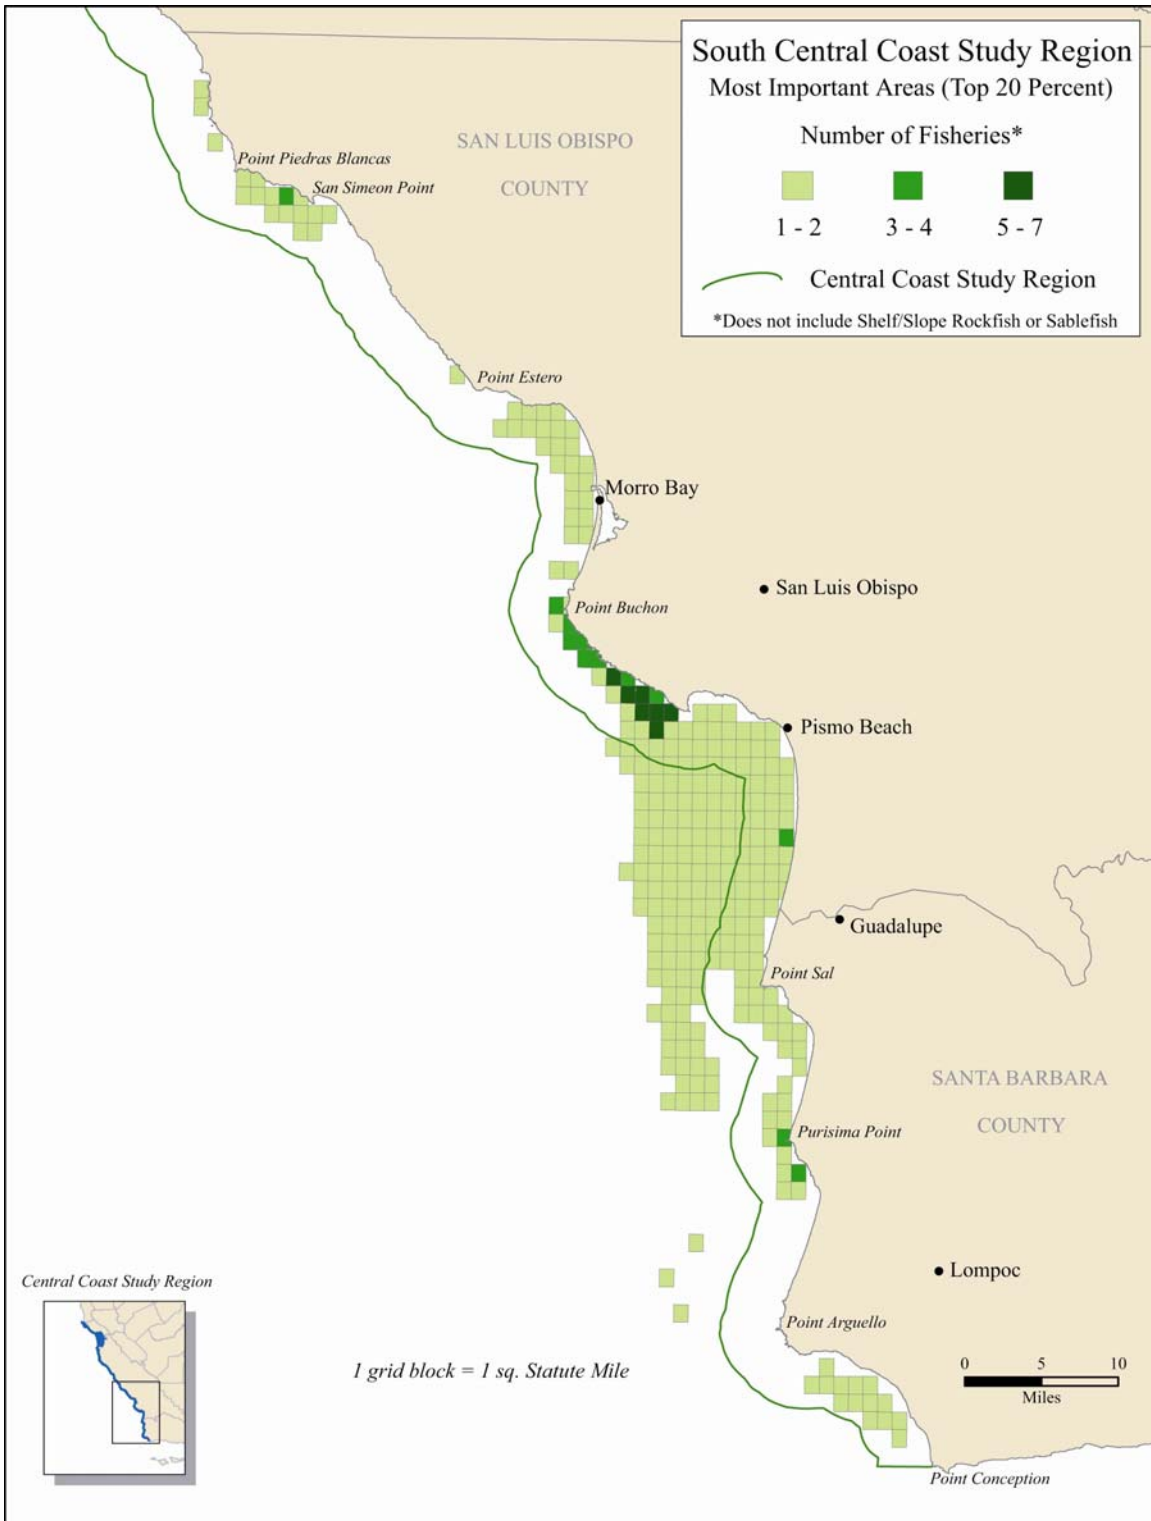 South Central Coast Study Region
Most Important Areas (Top 20 Percent)
Number of Fisheries*
1 - 2
3 - 4
5 - 7
Central Coast Study Region
*Does not include Shelf/Slope Rockfish or Sablefish
SAN LUIS OBISPO
COUNTY
Point Piedras Blancas
San Simeon Point
Point Estero
Morro Bay
San Luis Obispo
Point Buchon
Pismo Beach
Guadalupe
Point Sal
SANTA BARBARA
COUNTY
Purisima Point
Lompoc
Central Coast Study Region
Point Arguello
1 grid block = 1 sq. Statute Mile
0 5 10
Miles
Point Conception